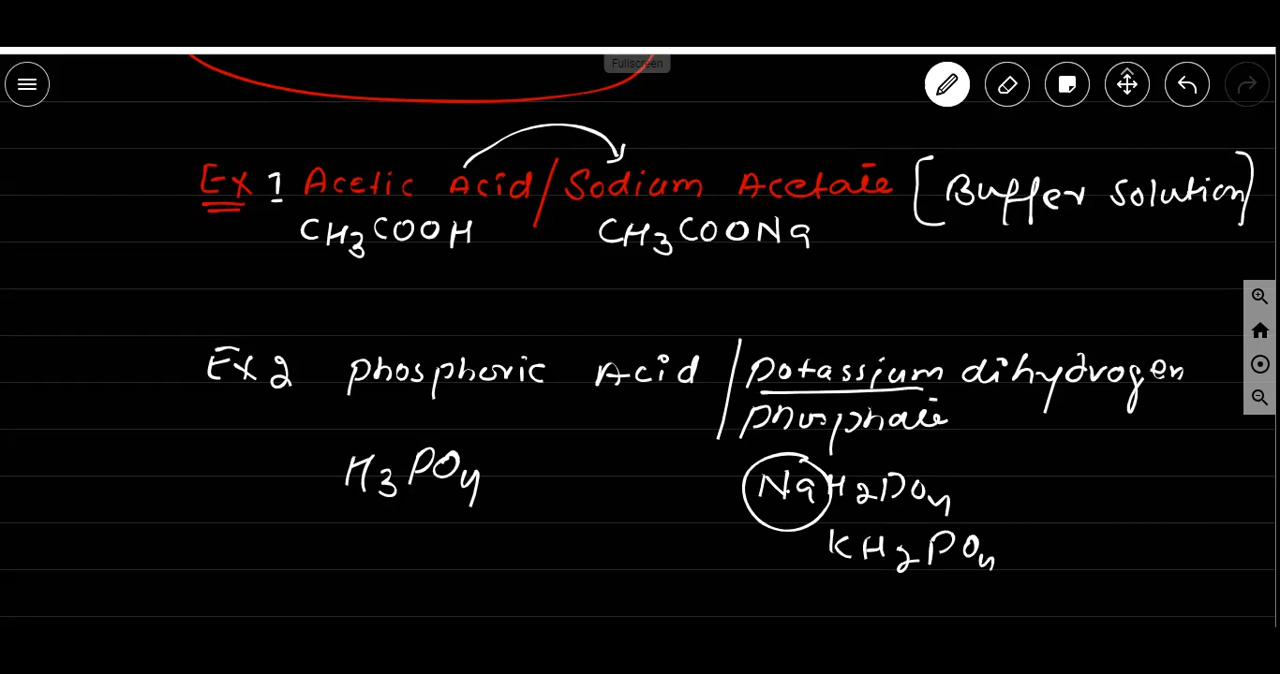 Fullscreen
Ex 1 Acetic Acid/Sodium Acetate [Buffer solution]
CH3COOH CH3COONa
Ex 2 phosphoric Acid /potassium dihydrogen
phosphate
H3PO4 NaH2PO4
KH2PO4